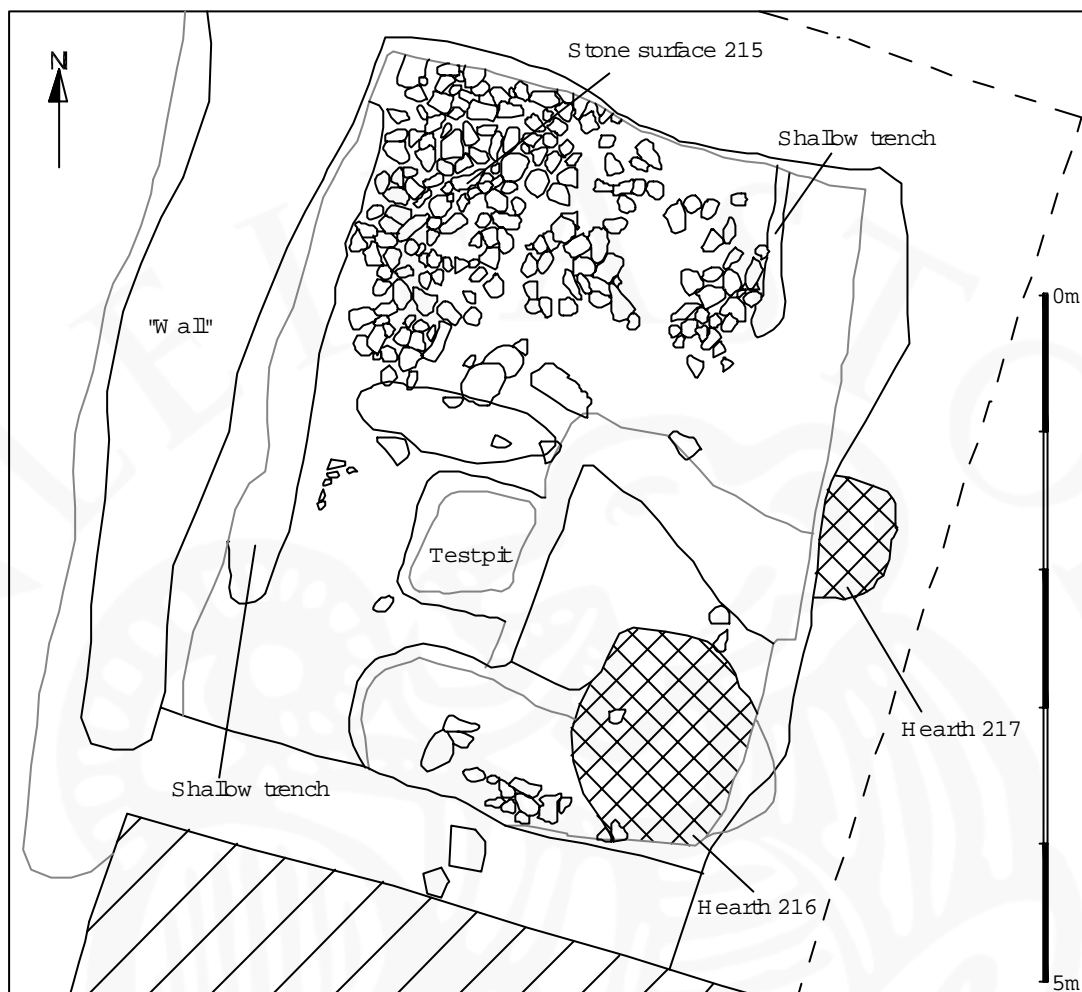 N
Stone surface 215
Shallow trench
0m
"Wall"
Testpit
Hearth 217
Shallow trench
Hearth 216
5m